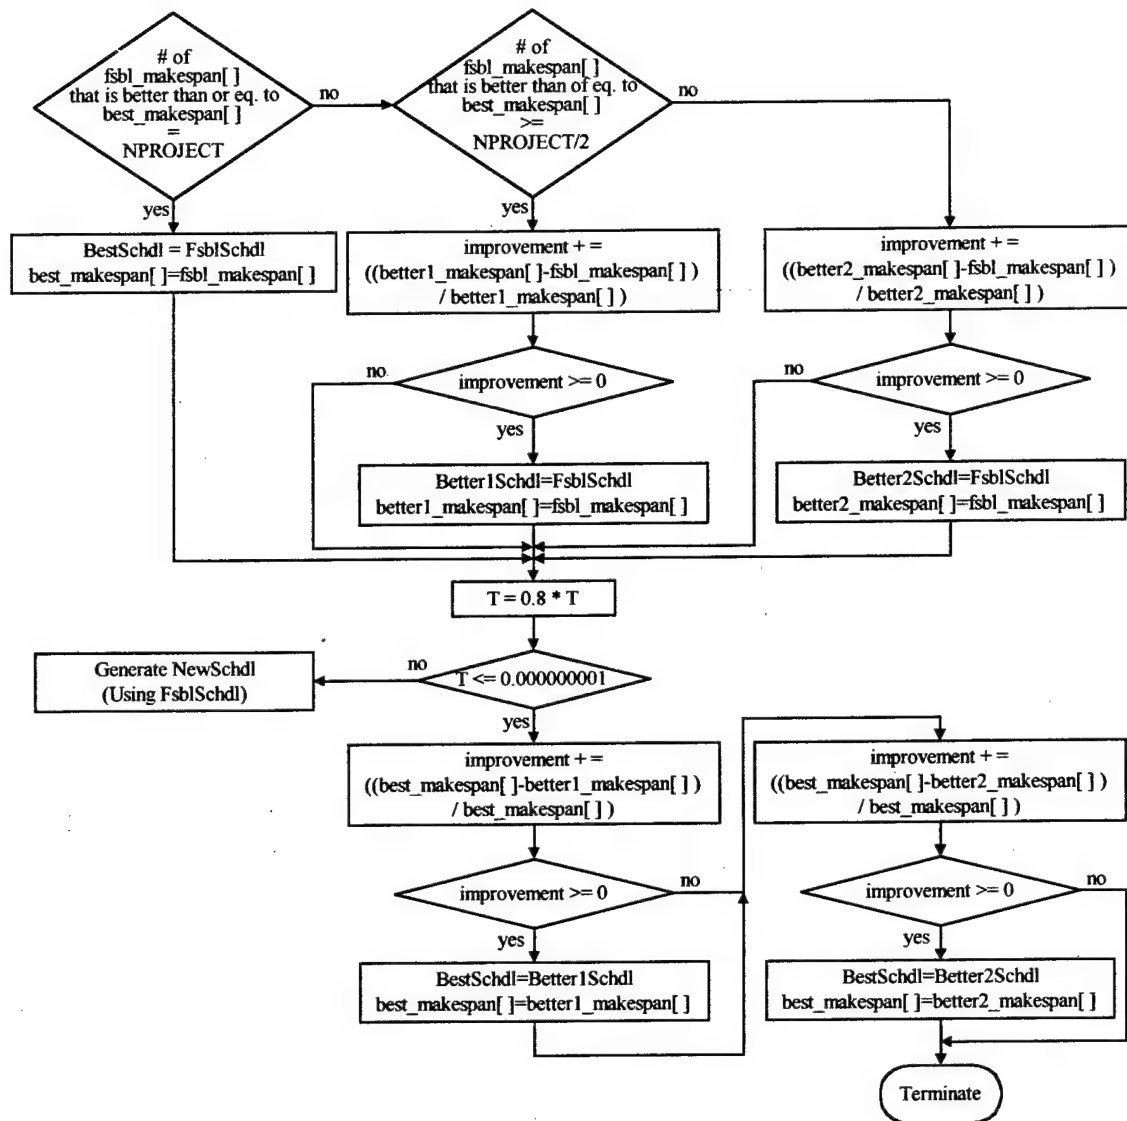 # of
fsbl_makespan[ ]
that is better than or eq. to
best_makespan[ ]
=
NPROJECT
no
# of
fsbl_makespan[ ]
that is better than of eq. to
best_makespan[ ]
>=
NPROJECT/2
no
yes
yes
BestSchdl = FsblSchdl
best_makespan[ ]=fsbl_makespan[ ]
improvement + =
((better1_makespan[ ]-fsbl_makespan[ ] )
/ better1_makespan[ ] )
improvement + =
((better2_makespan[ ]-fsbl_makespan[ ] )
/ better2_makespan[ ] )
no
improvement >= 0
yes
no
improvement >= 0
yes
Better1Schdl=FsblSchdl
better1_makespan[ ]=fsbl_makespan[ ]
Better2Schdl=FsblSchdl
better2_makespan[ ]=fsbl_makespan[ ]
T = 0.8 * T
Generate NewSchdl
(Using FsblSchdl)
no
T <= 0.000000001
yes
improvement + =
((best_makespan[ ]-better1_makespan[ ] )
/ best_makespan[ ] )
improvement + =
((best_makespan[ ]-better2_makespan[ ] )
/ best_makespan[ ] )
improvement >= 0
no
yes
improvement >= 0
no
yes
BestSchdl=Better1Schdl
best_makespan[ ]=better1_makespan[ ]
BestSchdl=Better2Schdl
best_makespan[ ]=better2_makespan[ ]
Terminate